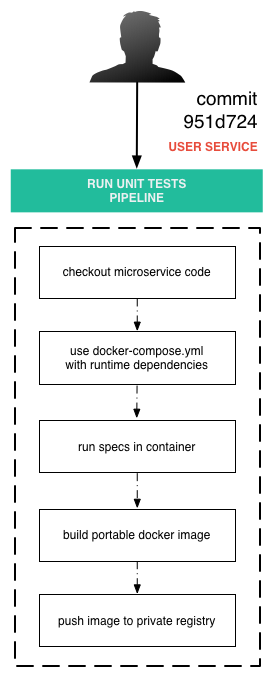 commit
951d724
USER SERVICE
RUN UNIT TESTS
PIPELINE
checkout microservice code
use docker-compose.yml
with runtime dependencies
run specs in container
build portable docker image
push image to private registry